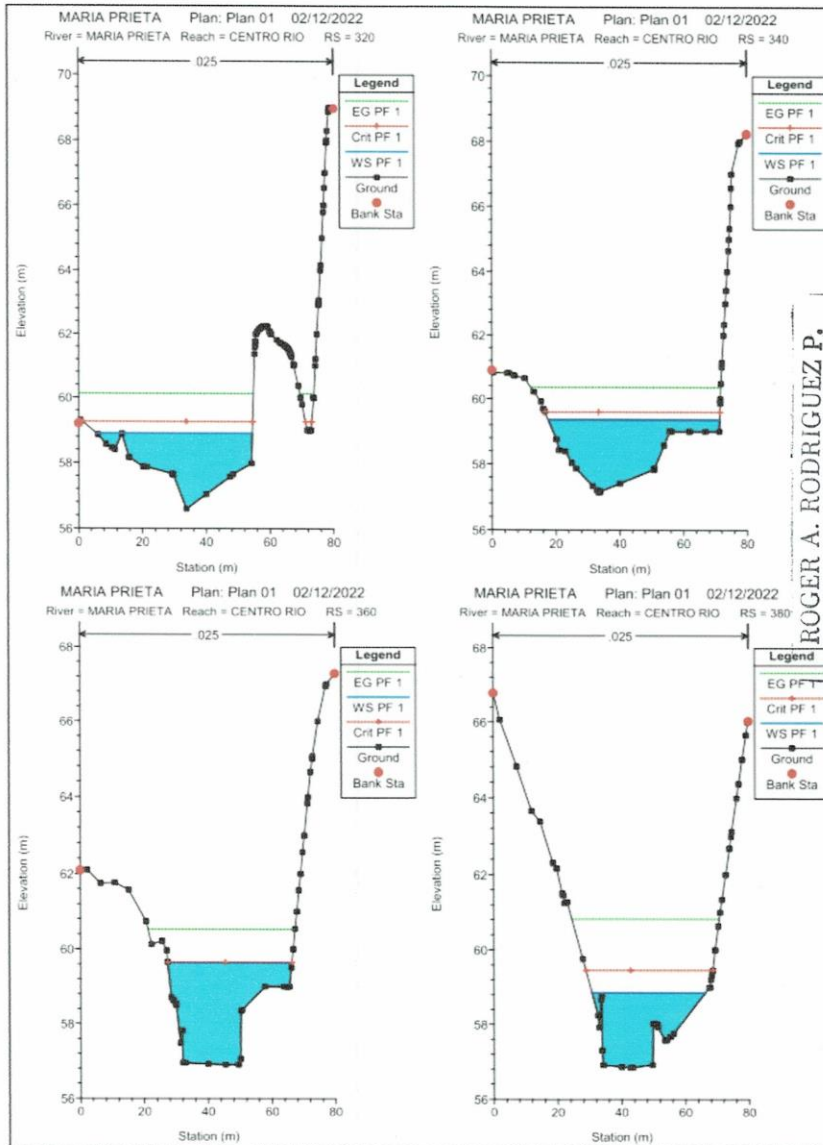 MARIA PRIETA Plan: Plan 01 02/12/2022
River = MARIA PRIETA Reach = CENTRO RIO RS = 320
.025
Legend
EG PF 1
Crit PF 1
WS PF 1
Ground
Bank Sta
Elevation (m)
70
68
66
64
62
60
58
56
0 20 40 60 80
Station (m)
MARIA PRIETA Plan: Plan 01 02/12/2022
River = MARIA PRIETA Reach = CENTRO RIO RS = 340
.025
Legend
EG PF 1
Crit PF 1
WS PF 1
Ground
Bank Sta
Elevation (m)
70
68
66
64
62
60
58
56
0 20 40 60 80
Station (m)
ROGER A. RODRIGUEZ P.
MARIA PRIETA Plan: Plan 01 02/12/2022
River = MARIA PRIETA Reach = CENTRO RIO RS = 360
.025
Legend
EG PF 1
WS PF 1
Crit PF 1
Ground
Bank Sta
Elevation (m)
68
66
64
62
60
58
56
0 20 40 60 80
Station (m)
MARIA PRIETA Plan: Plan 01 02/12/2022
River = MARIA PRIETA Reach = CENTRO RIO RS = 380
.025
Legend
EG PF 1
Crit PF 1
WS PF 1
Ground
Bank Sta
Elevation (m)
68
66
64
62
60
58
56
0 20 40 60 80
Station (m)